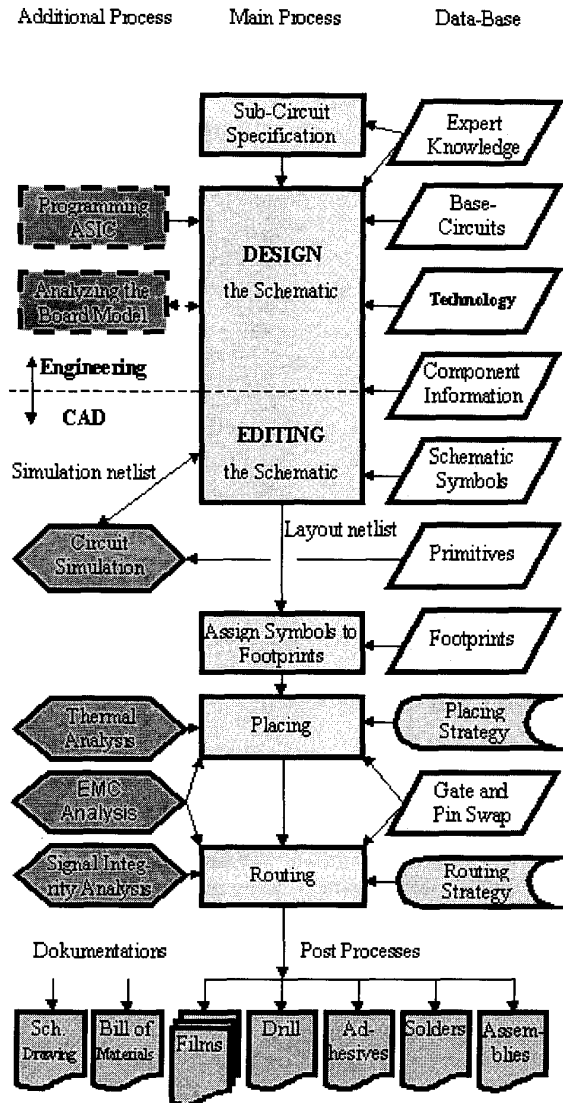 Additional Process
Main Process
Data-Base
Sub-Circuit
Specification
Expert
Knowledge
Programming
ASIC
Base-
Circuits
DESIGN
the Schematic
Analyzing the
Board Model
Technology
Engineering
CAD
Component
Information
EDITING
the Schematic
Schematic
Symbols
Simulation netlist
Layout netlist
Circuit
Simulation
Primitives
Assign Symbols to
Footprints
Footprints
Thermal
Analysis
Placing
Placing
Strategy
EMC
Analysis
Gate and
Pin Swap
Signal Integ
rity Analysis
Routing
Routing
Strategy
Dokumentations
Post Processes
Sch.
Drawing
Bill of
Materials
Films
Drill
Ad-
hesives
Solders
Assem-
blies